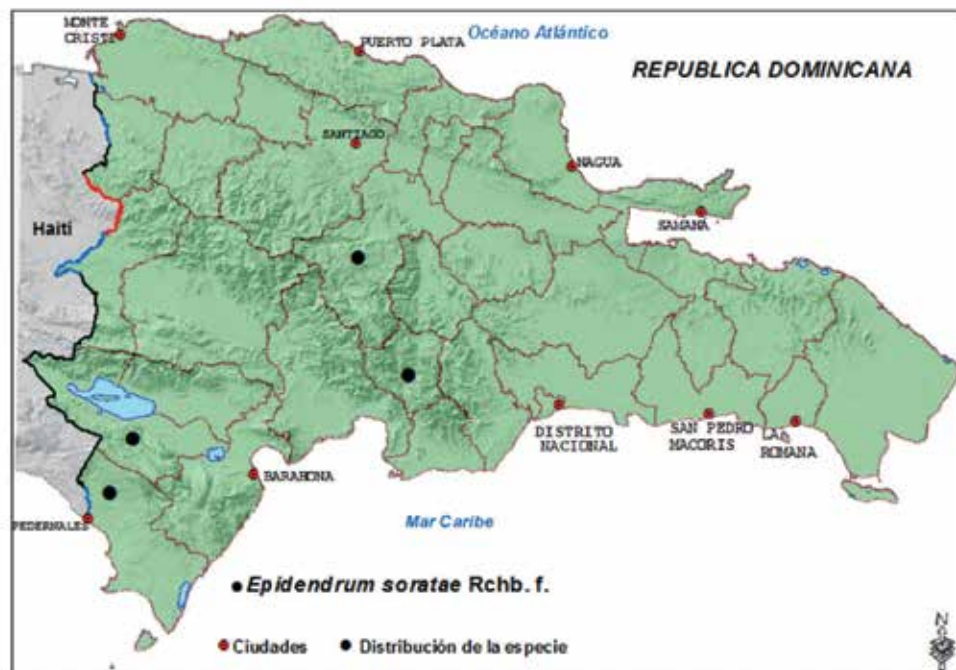 MONTE
CRISTI
PUERTO PLATA
Océano Atlántico
REPUBLICA DOMINICANA
SANTIAGO
NAGUA
SAMANÁ
Haití
DISTRITO
NACIONAL
SAN PEDRO
MACORIS
LA
ROMANA
BARAHONA
PEDERNALES
Mar Caribe
Epidendrum soratae Rchb. f.
Ciudades
Distribución de la especie
N